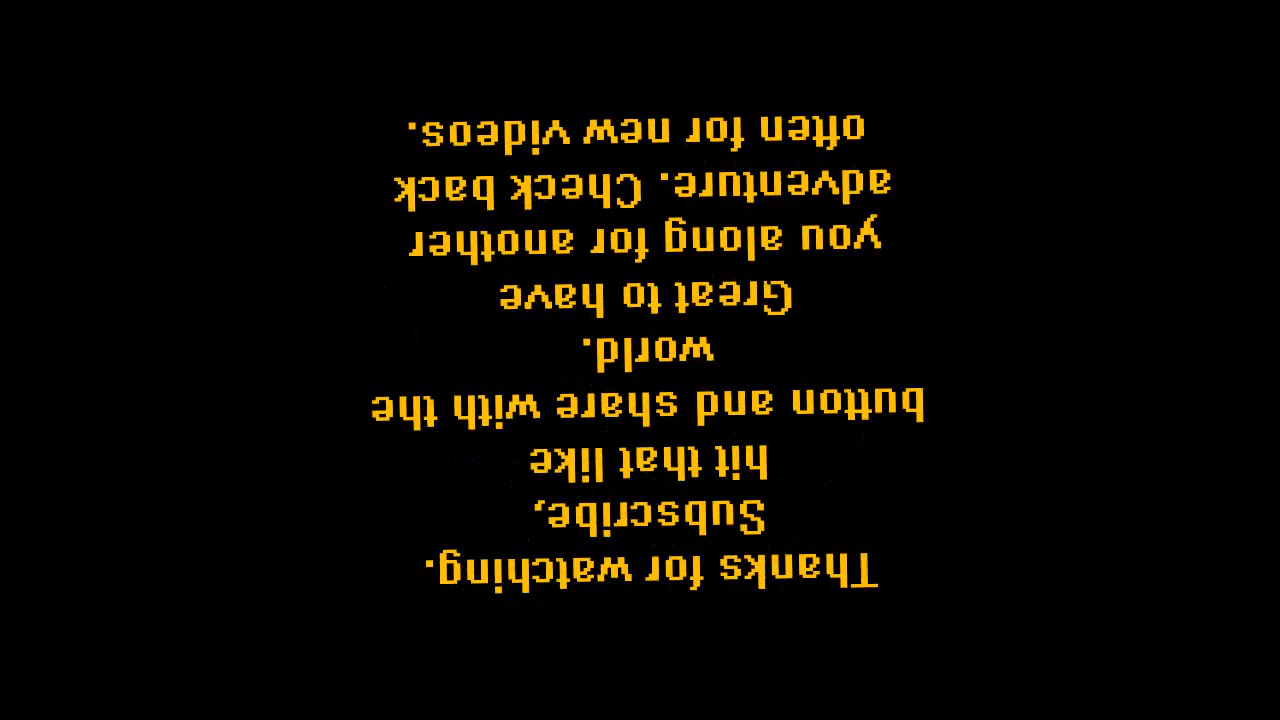 Thanks for watching.
Subscribe,
hit that like
button and share with the
world.
Great to have
you along for another
adventure. Check back
often for new videos.